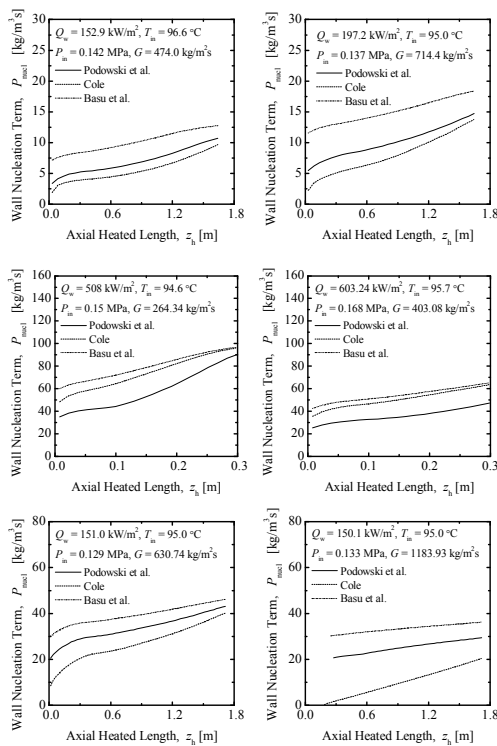 Wall Nucleation Term, P_nucl [kg/m³s]
30
25
20
15
10
5
0
Q_w = 152.9 kW/m², T_in = 96.6 °C
P_in = 0.142 MPa, G = 474.0 kg/m²s
Podowski et al.
Cole
Basu et al.
0.0 0.6 1.2 1.8
Axial Heated Length, z_h [m]
Wall Nucleation Term, P_nucl [kg/m³s]
30
25
20
15
10
5
0
Q_w = 197.2 kW/m², T_in = 95.0 °C
P_in = 0.137 MPa, G = 714.4 kg/m²s
Podowski et al.
Cole
Basu et al.
0.0 0.6 1.2 1.8
Axial Heated Length, z_h [m]
Wall Nucleation Term, P_nucl [kg/m³s]
160
140
120
100
80
60
40
20
0
Q_w = 508 kW/m², T_in = 94.6 °C
P_in = 0.15 MPa, G = 264.34 kg/m²s
Podowski et al.
Cole
Basu et al.
0.0 0.1 0.2 0.3
Axial Heated Length, z_h [m]
Wall Nucleation Term, P_nucl [kg/m³s]
160
140
120
100
80
60
40
20
0
Q_w = 603.24 kW/m², T_in = 95.7 °C
P_in = 0.168 MPa, G = 403.08 kg/m²s
Podowski et al.
Cole
Basu et al.
0.0 0.1 0.2 0.3
Axial Heated Length, z_h [m]
Wall Nucleation Term, P_nucl [kg/m³s]
80
60
40
20
0
Q_w = 151.0 kW/m², T_in = 95.0 °C
P_in = 0.129 MPa, G = 630.74 kg/m²s
Podowski et al.
Cole
Basu et al.
0.0 0.6 1.2 1.8
Axial Heated Length, z_h [m]
Wall Nucleation Term, P_nucl [kg/m³s]
80
60
40
20
0
Q_w = 150.1 kW/m², T_in = 95.0 °C
P_in = 0.133 MPa, G = 1183.93 kg/m²s
Podowski et al.
Cole
Basu et al.
0.0 0.6 1.2 1.8
Axial Heated Length, z_h [m]